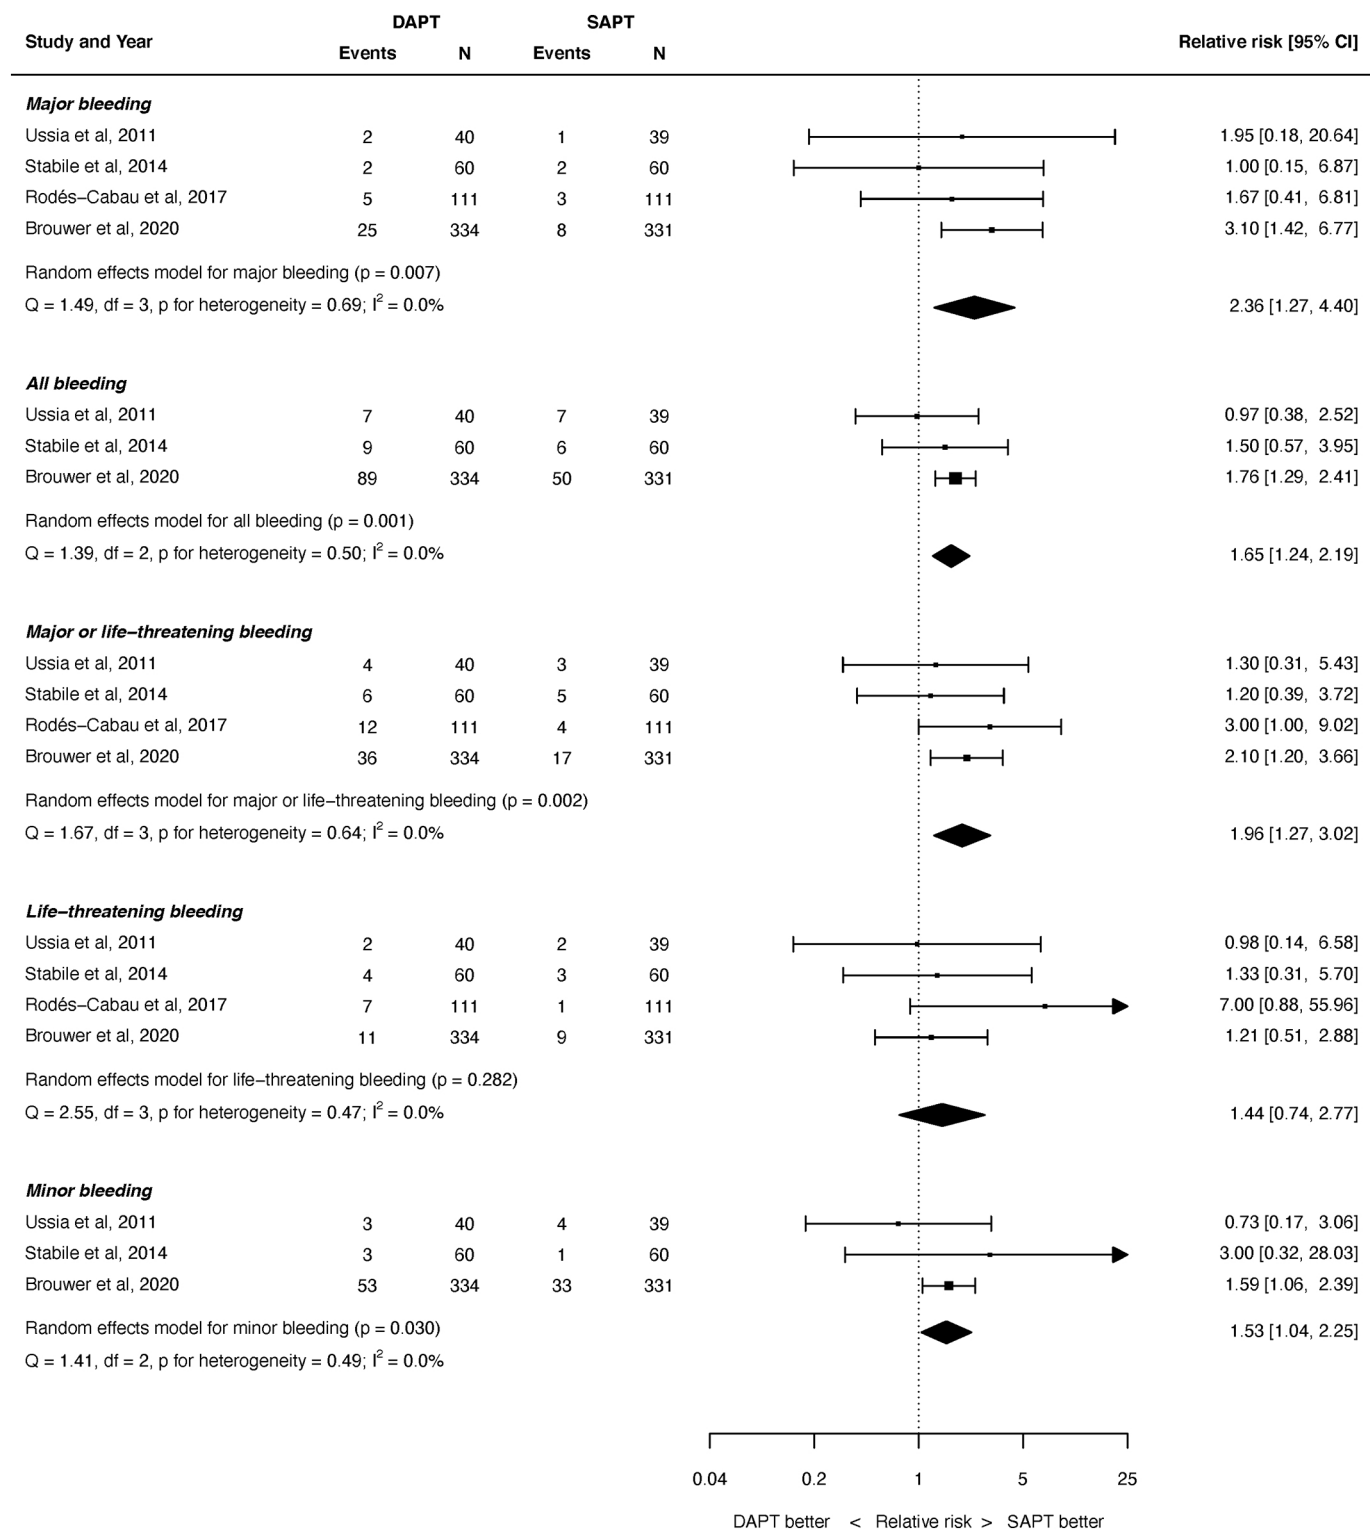 DAPT SAPT
Study and Year Events N Events N Relative risk [95% CI]
Major bleeding
Ussia et al, 2011 2 40 1 39 1.95 [0.18, 20.64]
Stabile et al, 2014 2 60 2 60 1.00 [0.15, 6.87]
Rodés–Cabau et al, 2017 5 111 3 111 1.67 [0.41, 6.81]
Brouwer et al, 2020 25 334 8 331 3.10 [1.42, 6.77]
Random effects model for major bleeding (p = 0.007)
Q = 1.49, df = 3, p for heterogeneity = 0.69; I² = 0.0% 2.36 [1.27, 4.40]
All bleeding
Ussia et al, 2011 7 40 7 39 0.97 [0.38, 2.52]
Stabile et al, 2014 9 60 6 60 1.50 [0.57, 3.95]
Brouwer et al, 2020 89 334 50 331 1.76 [1.29, 2.41]
Random effects model for all bleeding (p = 0.001)
Q = 1.39, df = 2, p for heterogeneity = 0.50; I² = 0.0% 1.65 [1.24, 2.19]
Major or life–threatening bleeding
Ussia et al, 2011 4 40 3 39 1.30 [0.31, 5.43]
Stabile et al, 2014 6 60 5 60 1.20 [0.39, 3.72]
Rodés–Cabau et al, 2017 12 111 4 111 3.00 [1.00, 9.02]
Brouwer et al, 2020 36 334 17 331 2.10 [1.20, 3.66]
Random effects model for major or life–threatening bleeding (p = 0.002)
Q = 1.67, df = 3, p for heterogeneity = 0.64; I² = 0.0% 1.96 [1.27, 3.02]
Life–threatening bleeding
Ussia et al, 2011 2 40 2 39 0.98 [0.14, 6.58]
Stabile et al, 2014 4 60 3 60 1.33 [0.31, 5.70]
Rodés–Cabau et al, 2017 7 111 1 111 7.00 [0.88, 55.96]
Brouwer et al, 2020 11 334 9 331 1.21 [0.51, 2.88]
Random effects model for life–threatening bleeding (p = 0.282)
Q = 2.55, df = 3, p for heterogeneity = 0.47; I² = 0.0% 1.44 [0.74, 2.77]
Minor bleeding
Ussia et al, 2011 3 40 4 39 0.73 [0.17, 3.06]
Stabile et al, 2014 3 60 1 60 3.00 [0.32, 28.03]
Brouwer et al, 2020 53 334 33 331 1.59 [1.06, 2.39]
Random effects model for minor bleeding (p = 0.030) 1.53 [1.04, 2.25]
Q = 1.41, df = 2, p for heterogeneity = 0.49; I² = 0.0%
0.04 0.2 1 5 25
DAPT better < Relative risk > SAPT better